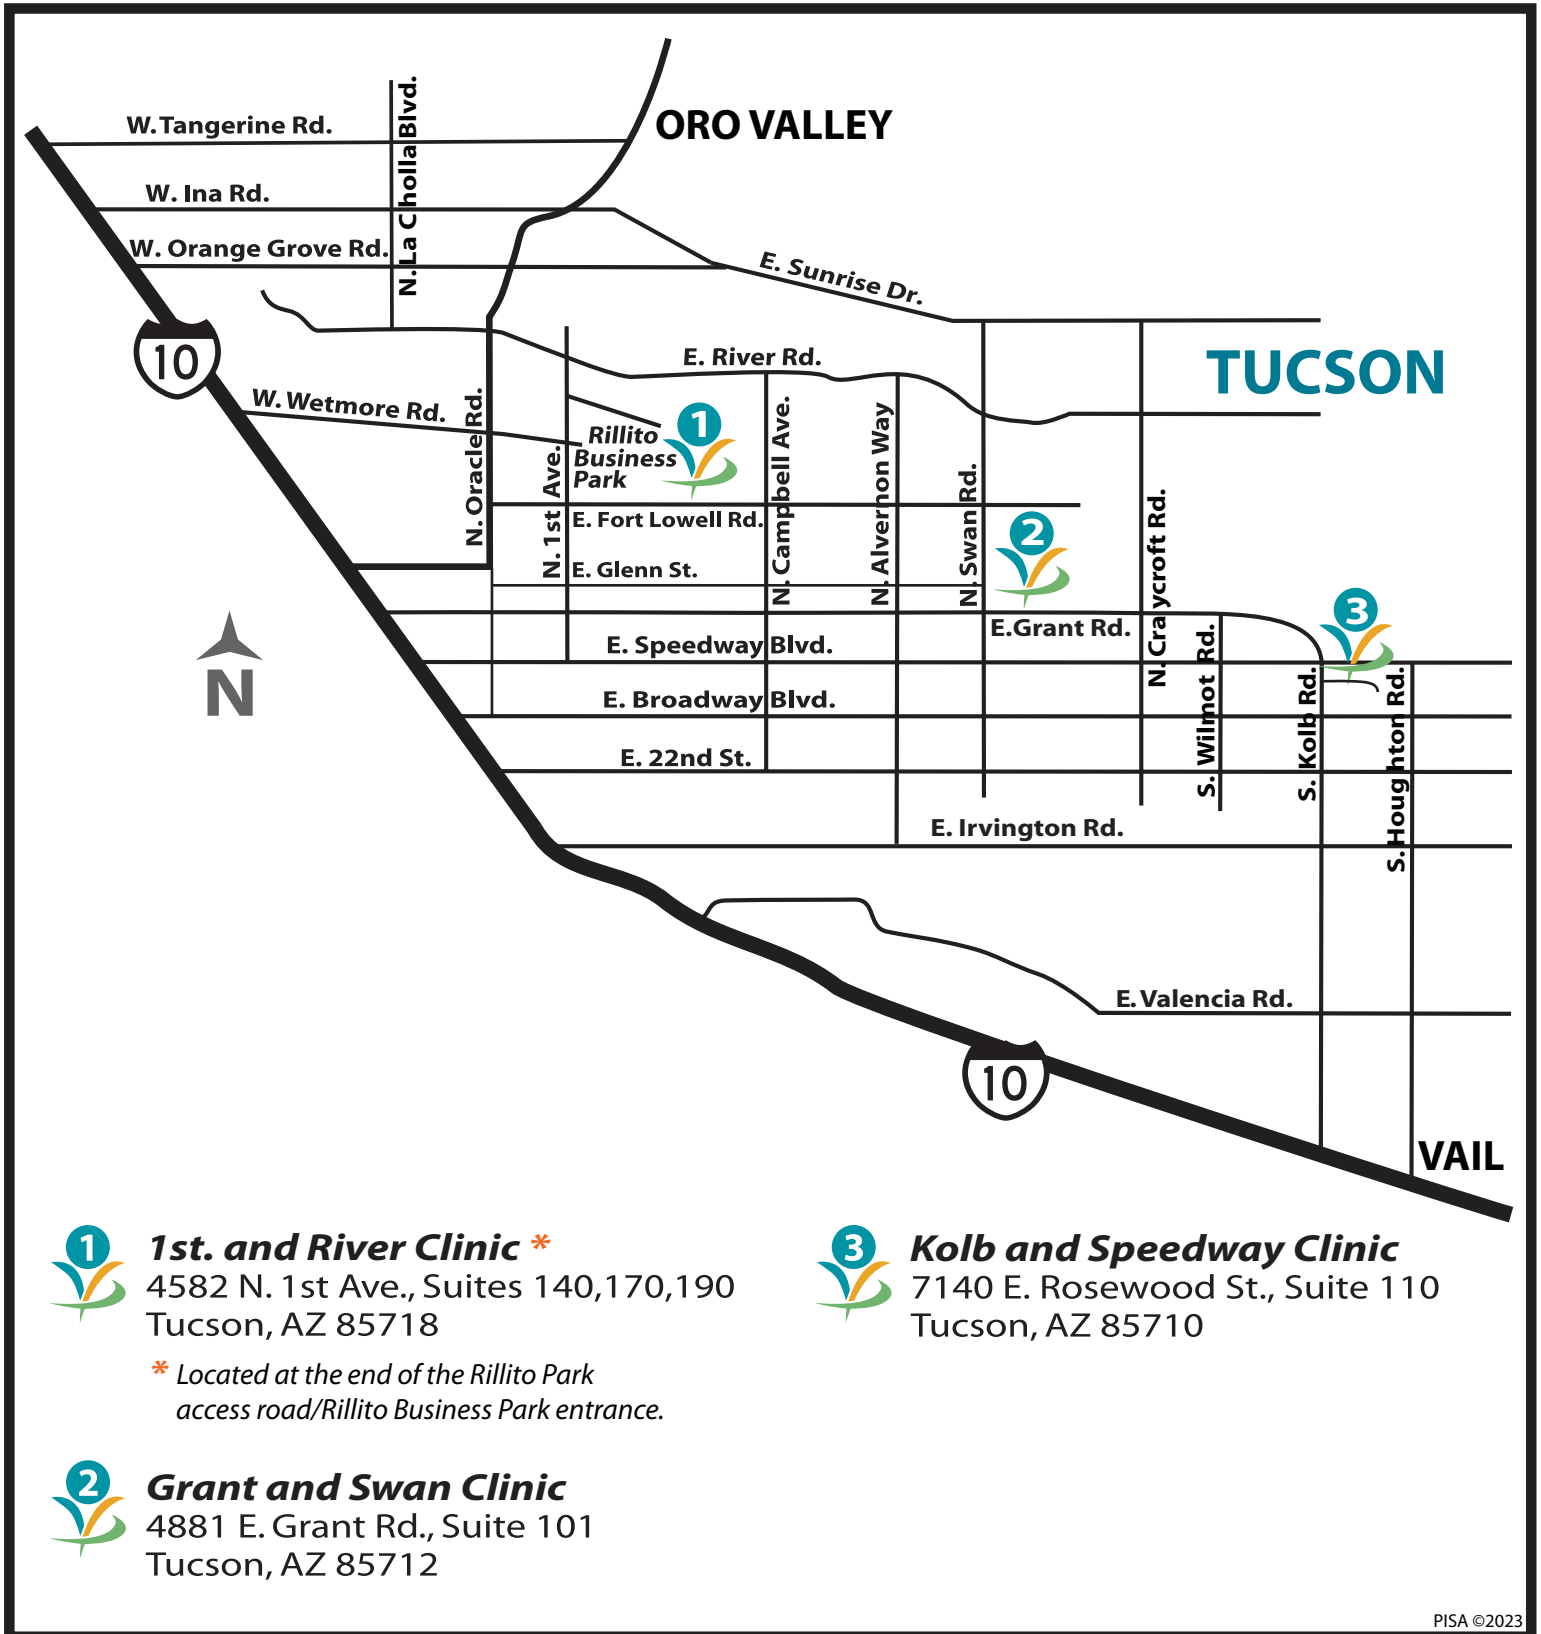 ORO VALLEY
W. Tangerine Rd.
N. La Cholla Blvd.
W. Ina Rd.
W. Orange Grove Rd.
E. Sunrise Dr.
10
E. River Rd.
TUCSON
W. Wetmore Rd.
N. Oracle Rd.
1
Rillito
Business
Park
N. 1st Ave.
N. Campbell Ave.
N. Alvernon Way
N. Swan Rd.
N. Craycroft Rd.
E. Fort Lowell Rd.
2
E. Glenn St.
3
E.Grant Rd.
E. Speedway Blvd.
N
E. Broadway Blvd.
S. Wilmot Rd.
S. Kolb Rd.
S. Houghton Rd.
E. 22nd St.
E. Irvington Rd.
E. Valencia Rd.
10
VAIL
1
1st. and River Clinic *
4582 N. 1st Ave., Suites 140,170,190
Tucson, AZ 85718
* Located at the end of the Rillito Park
access road/Rillito Business Park entrance.
2
Grant and Swan Clinic
4881 E. Grant Rd., Suite 101
Tucson, AZ 85712
3
Kolb and Speedway Clinic
7140 E. Rosewood St., Suite 110
Tucson, AZ 85710
PISA ©2023